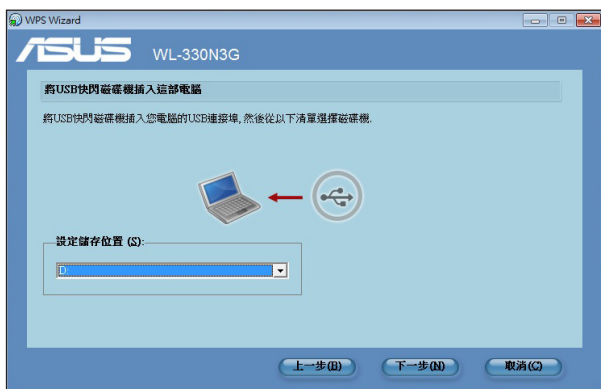 WPS Wizard
ASUS WL-330N3G
將USB快閃磁碟機插入這部電腦
將USB快閃磁碟機插入您電腦的USB連接埠, 然後從以下清單選擇磁碟機.
設定儲存位置 (S):
D:
上一步(B) 下一步(N) 取消(C)